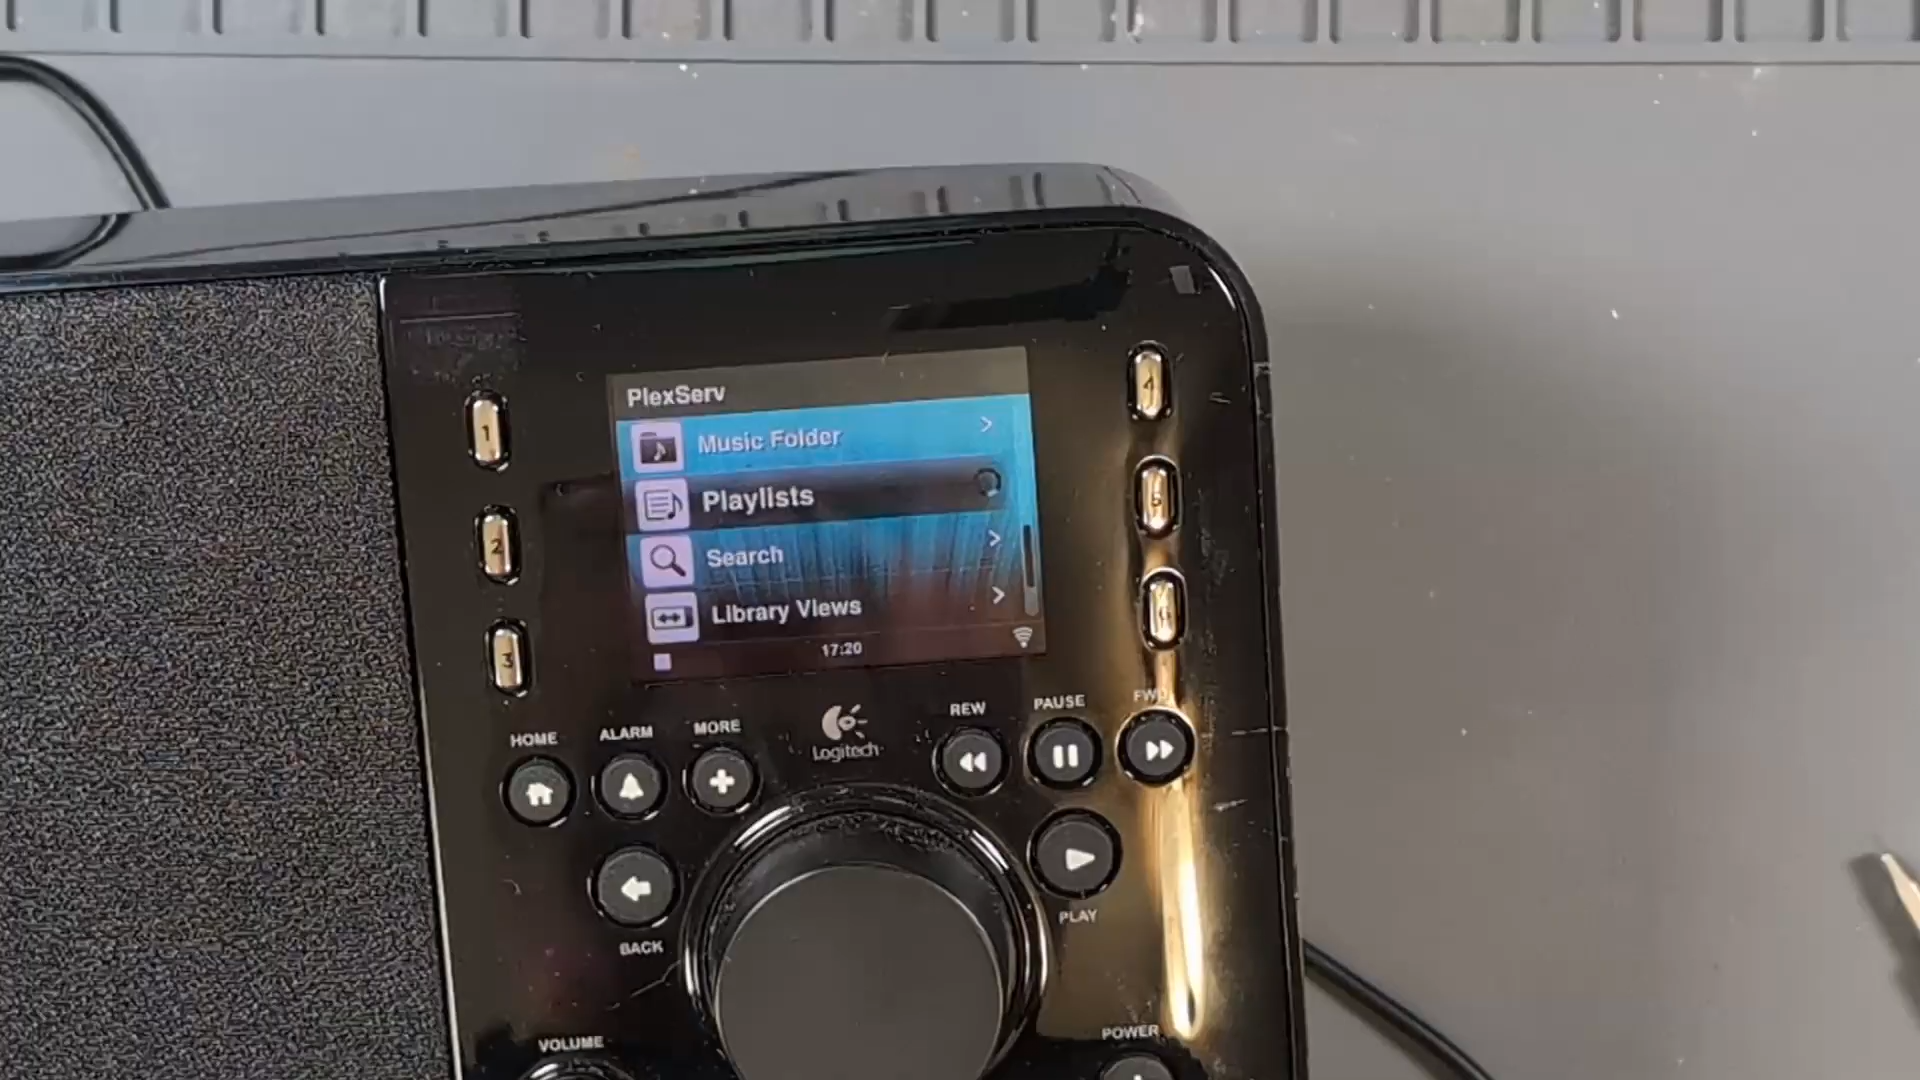 PlexServ
Music Folder
Playlists
Search
Library Views
17:20
1
2
3
4
5
6
HOME
ALARM
MORE
Logitech
REW
PAUSE
FWD
BACK
PLAY
VOLUME
POWER